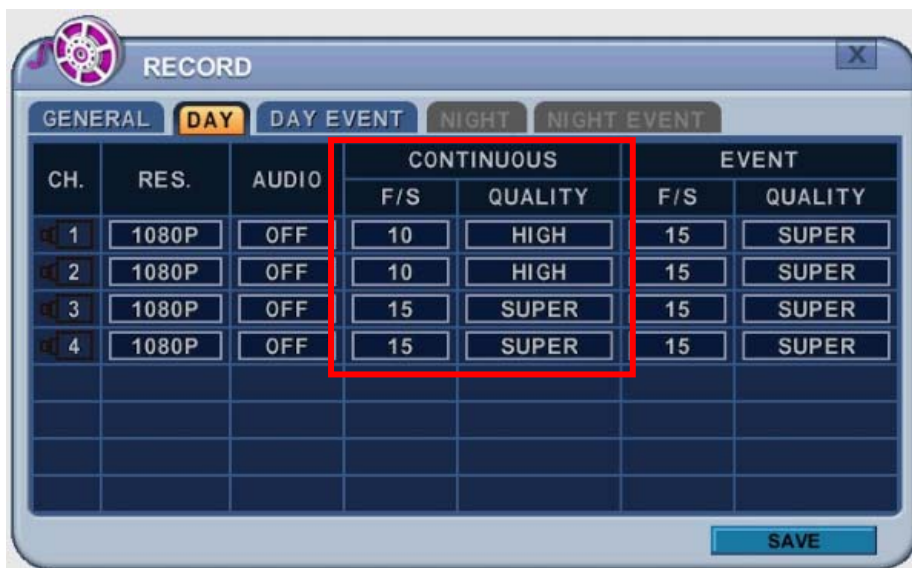 RECORD X
GENERAL DAY DAY EVENT NIGHT NIGHT EVENT
CH. RES. AUDIO CONTINUOUS EVENT
F/S QUALITY F/S QUALITY
1 1080P OFF 10 HIGH 15 SUPER
2 1080P OFF 10 HIGH 15 SUPER
3 1080P OFF 15 SUPER 15 SUPER
4 1080P OFF 15 SUPER 15 SUPER
SAVE